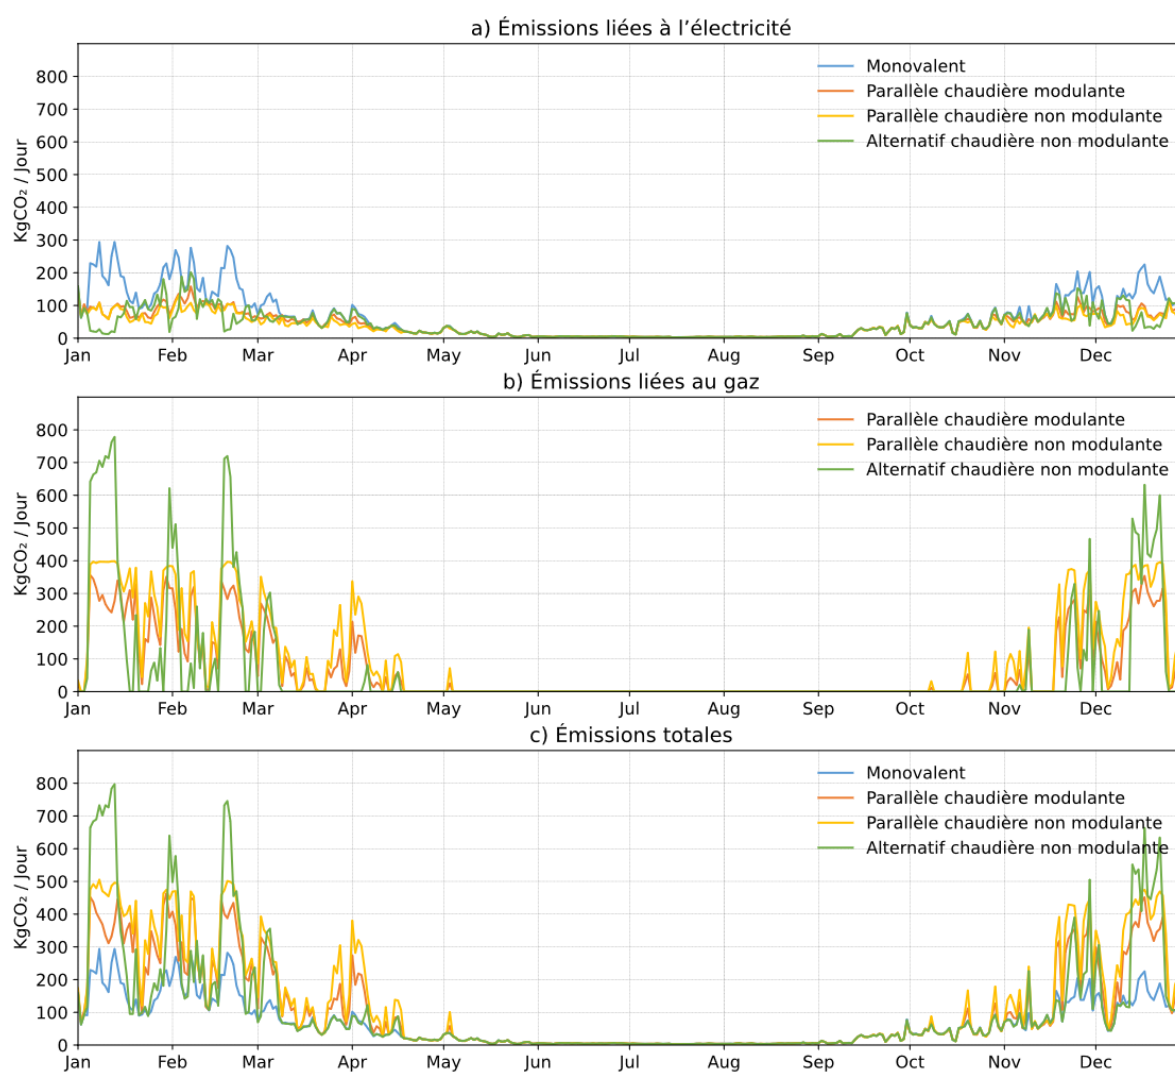 a) Émissions liées à l’électricité
KgCO₂ / Jour
800
700
600
500
400
300
200
100
0
Monovalent
Parallèle chaudière modulante
Parallèle chaudière non modulante
Alternatif chaudière non modulante
Jan Feb Mar Apr May Jun Jul Aug Sep Oct Nov Dec
b) Émissions liées au gaz
KgCO₂ / Jour
800
700
600
500
400
300
200
100
0
Parallèle chaudière modulante
Parallèle chaudière non modulante
Alternatif chaudière non modulante
Jan Feb Mar Apr May Jun Jul Aug Sep Oct Nov Dec
c) Émissions totales
KgCO₂ / Jour
800
700
600
500
400
300
200
100
0
Monovalent
Parallèle chaudière modulante
Parallèle chaudière non modulante
Alternatif chaudière non modulante
Jan Feb Mar Apr May Jun Jul Aug Sep Oct Nov Dec